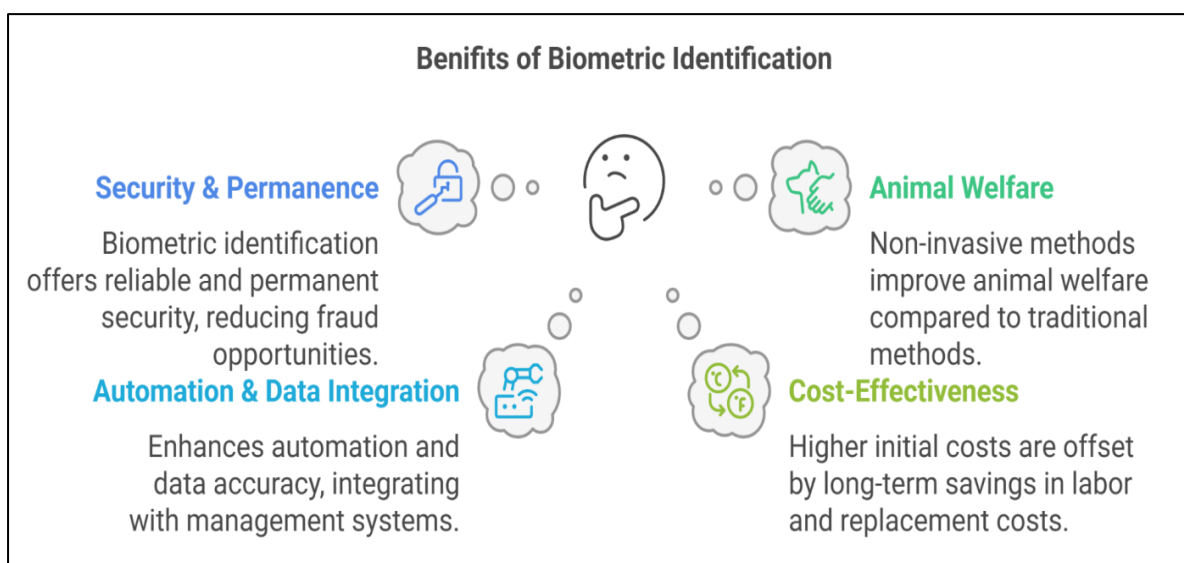 Benifits of Biometric Identification
Security & Permanence
Biometric identification
offers reliable and permanent
security, reducing fraud
opportunities.
Animal Welfare
Non-invasive methods
improve animal welfare
compared to traditional
methods.
Automation & Data Integration
Enhances automation and
data accuracy, integrating
with management systems.
°C
°F
Cost-Effectiveness
Higher initial costs are offset
by long-term savings in labor
and replacement costs.